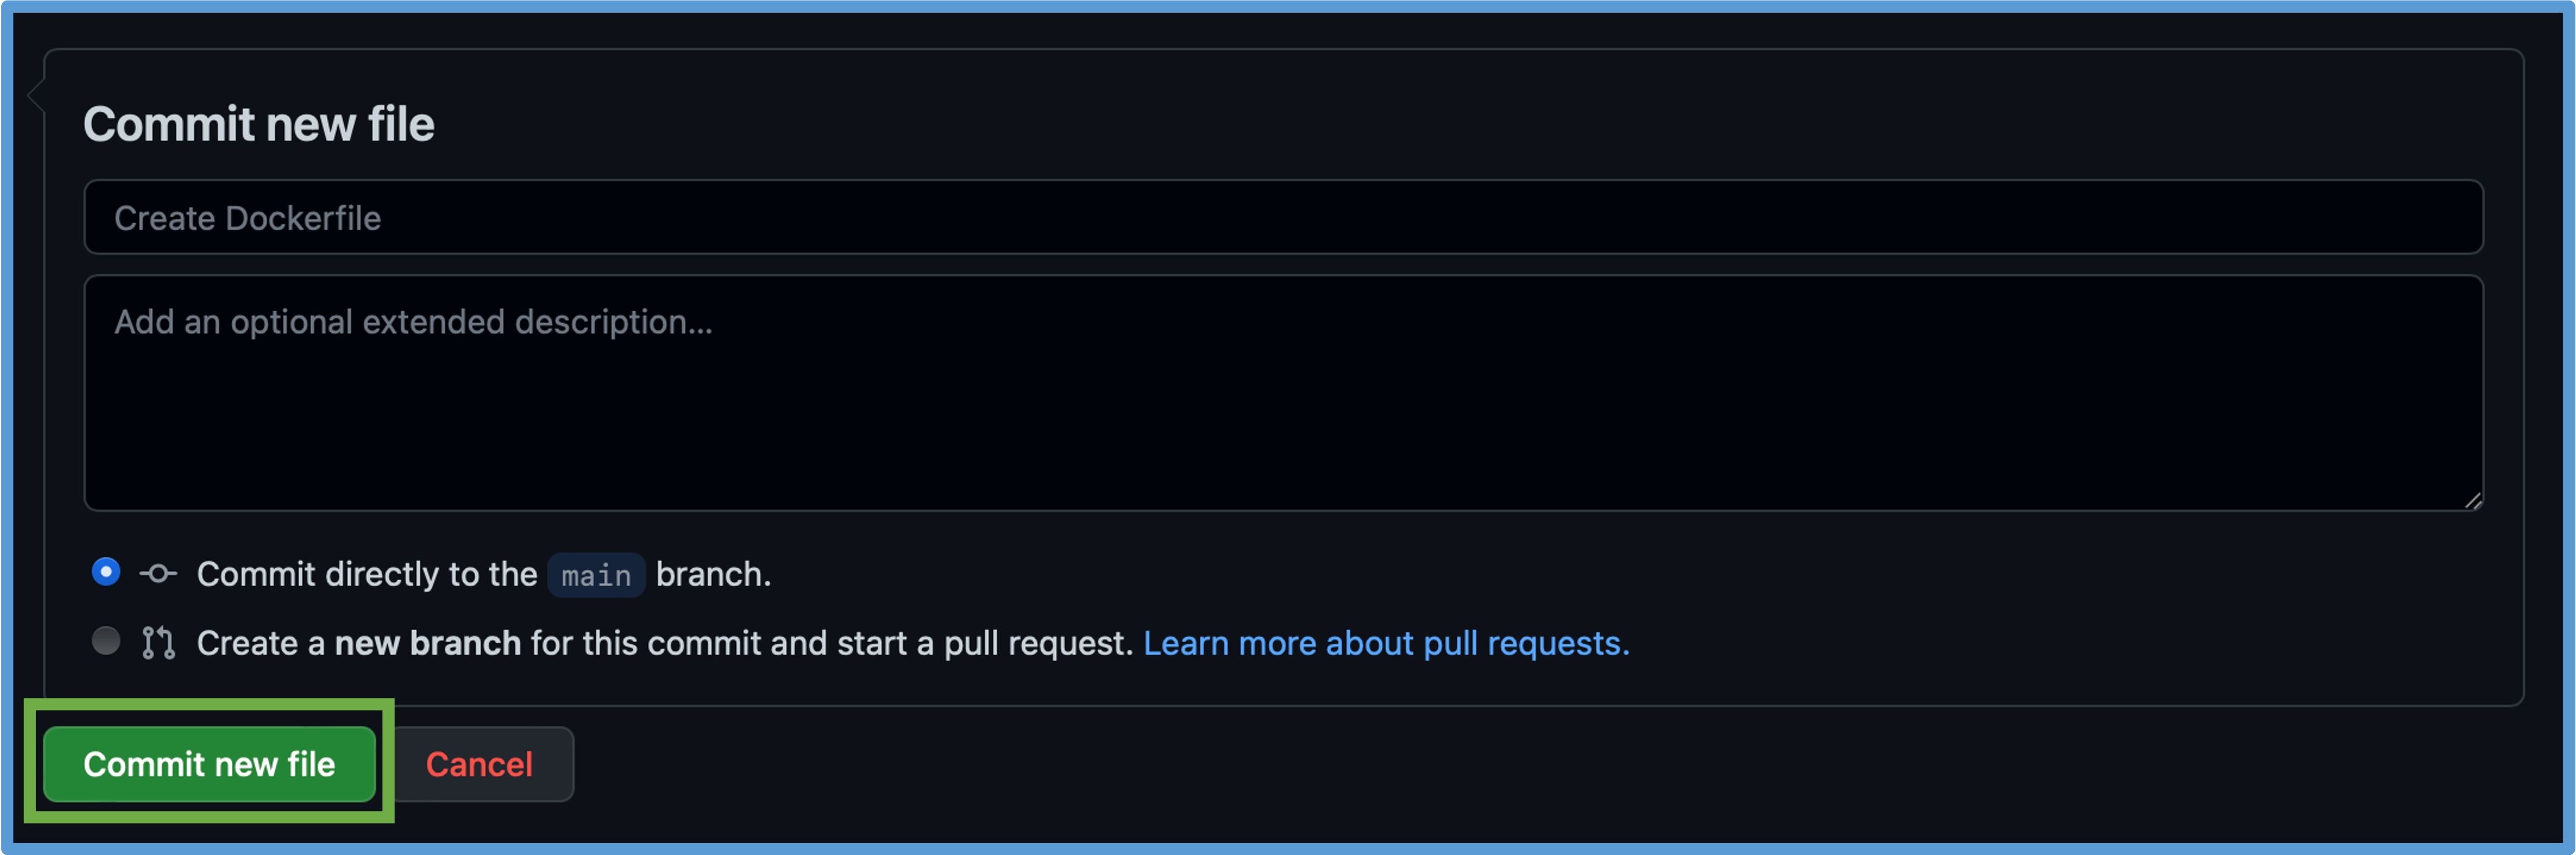 Commit new file
Create Dockerfile
Add an optional extended description...
Commit directly to the main branch.
Create a new branch for this commit and start a pull request. Learn more about pull requests.
Commit new file Cancel